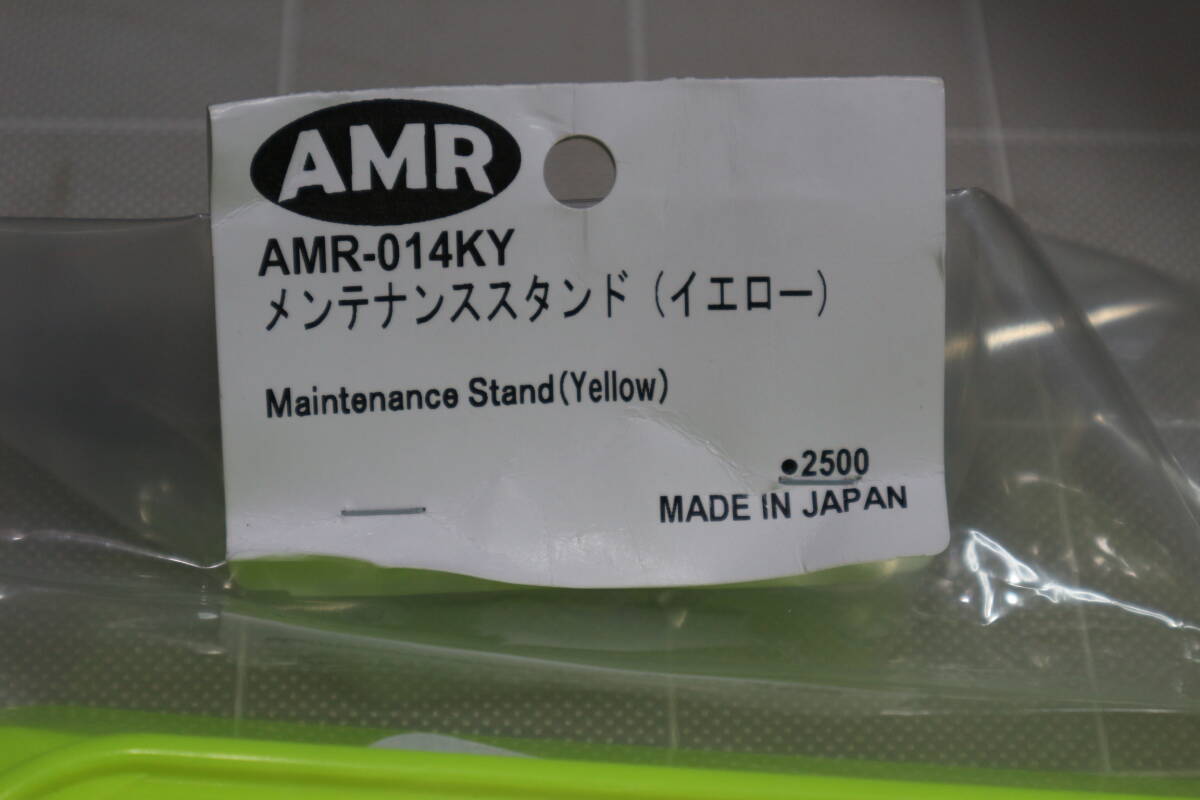 AMR
AMR-014KY
メンテナンススタンド（イエロー）
Maintenance Stand(Yellow)
●2500
MADE IN JAPAN